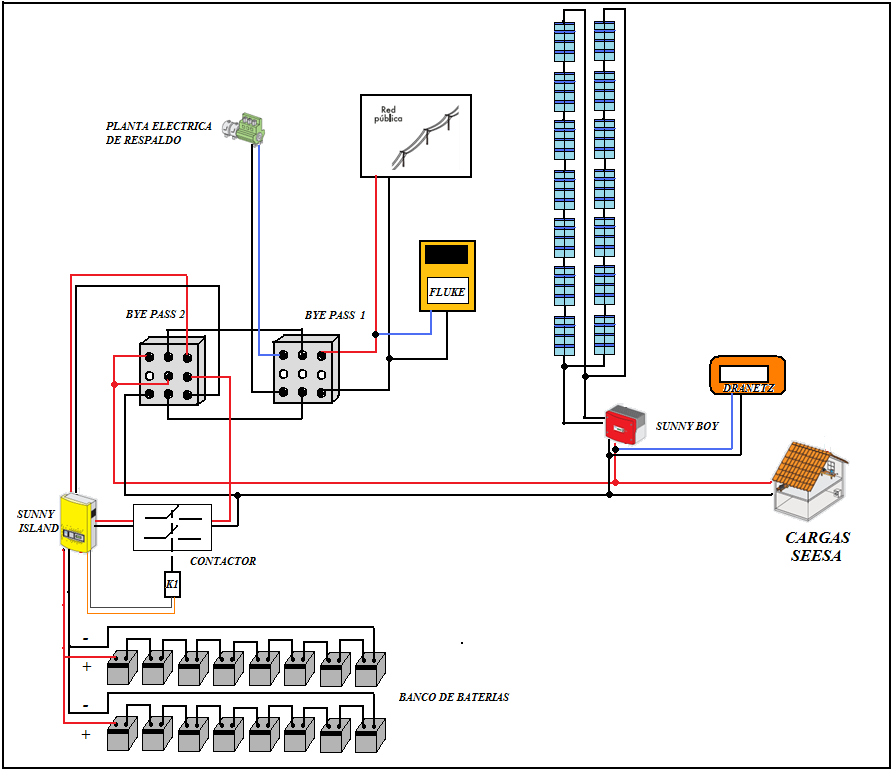 PLANTA ELECTRICA
DE RESPALDO
Red
pública
FLUKE
BYE PASS 2
BYE PASS 1
DRANETZ
SUNNY BOY
SUNNY
ISLAND
CARGAS
SEESA
CONTACTOR
K1
-
+
BANCO DE BATERIAS
-
+